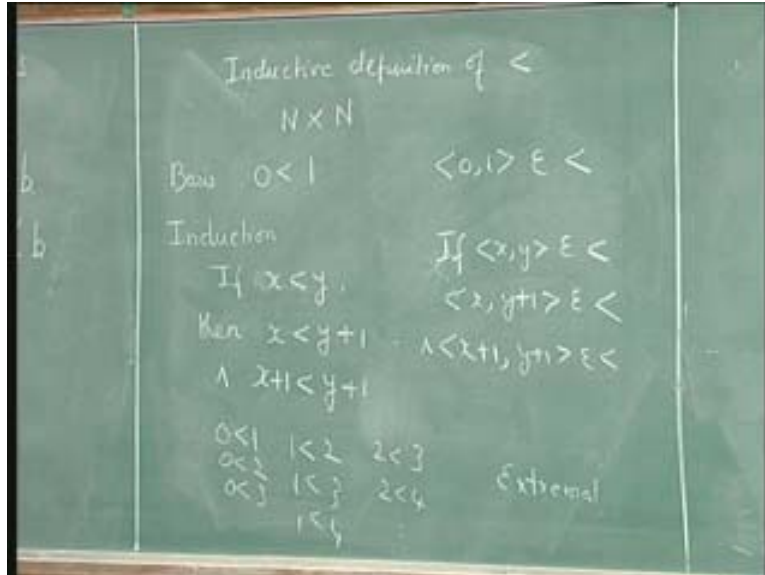 Inductive definition of <
N X N
Basis 0 < 1 <0,1> ε <
Induction If <x,y> ε <
If x < y, <x, y+1> ε <
then x < y+1 ∧ <x+1, y+1> ε <
∧ x+1 < y+1
0<1 1<2 2<3
0<2
0<3 1<3 2<4 Extremal
1<4 :
b
b